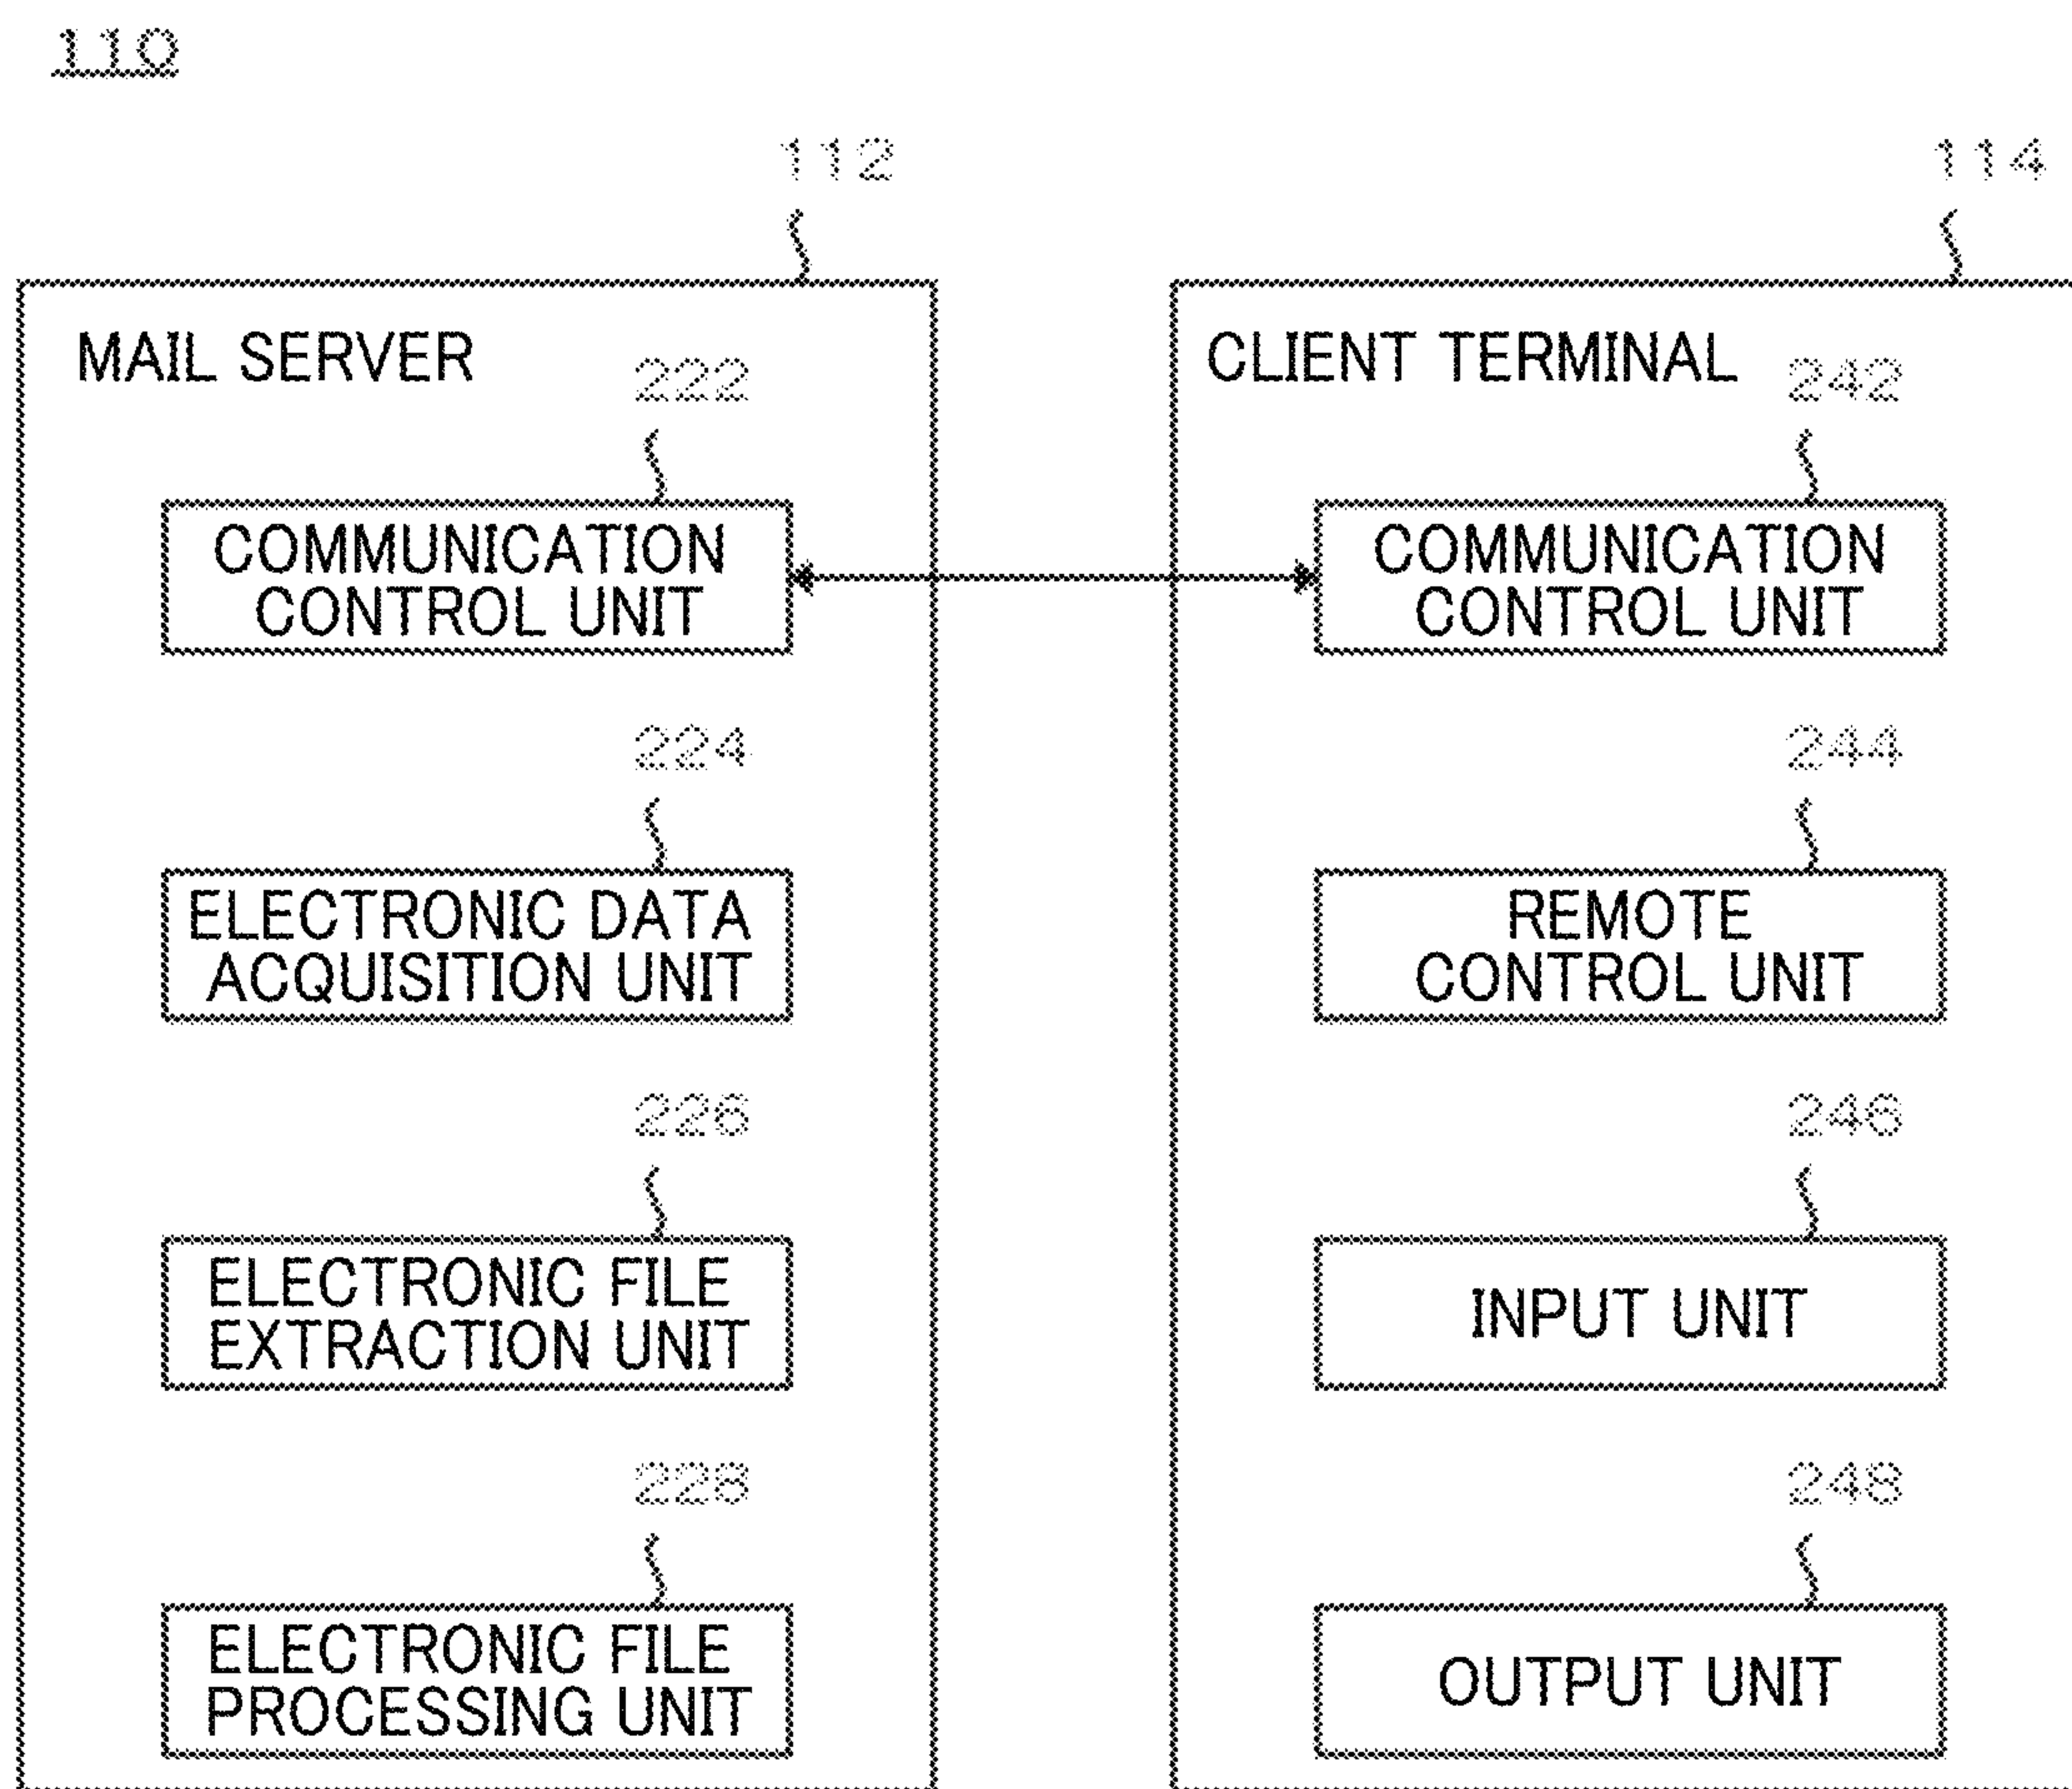 110
112
114
MAIL SERVER
CLIENT TERMINAL
222
242
COMMUNICATION
CONTROL UNIT
COMMUNICATION
CONTROL UNIT
224
244
ELECTRONIC DATA
ACQUISITION UNIT
REMOTE
CONTROL UNIT
226
246
ELECTRONIC FILE
EXTRACTION UNIT
INPUT UNIT
228
248
ELECTRONIC FILE
PROCESSING UNIT
OUTPUT UNIT